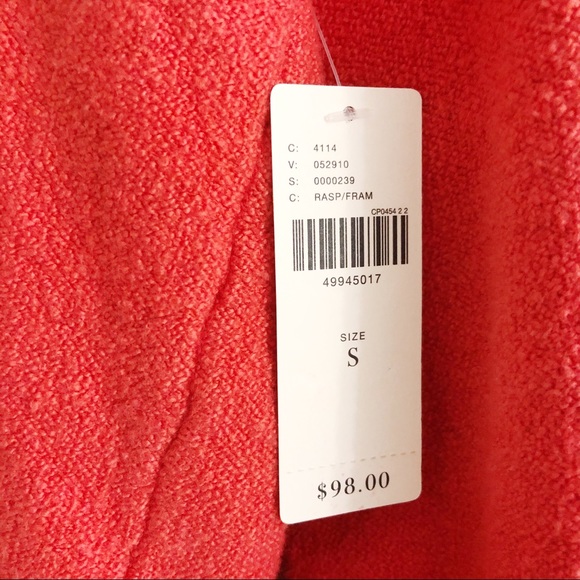 C: 4114
V: 052910
S: 0000239
C: RASP/FRAM
CP0454 2 2
49945017
SIZE
S
$98.00